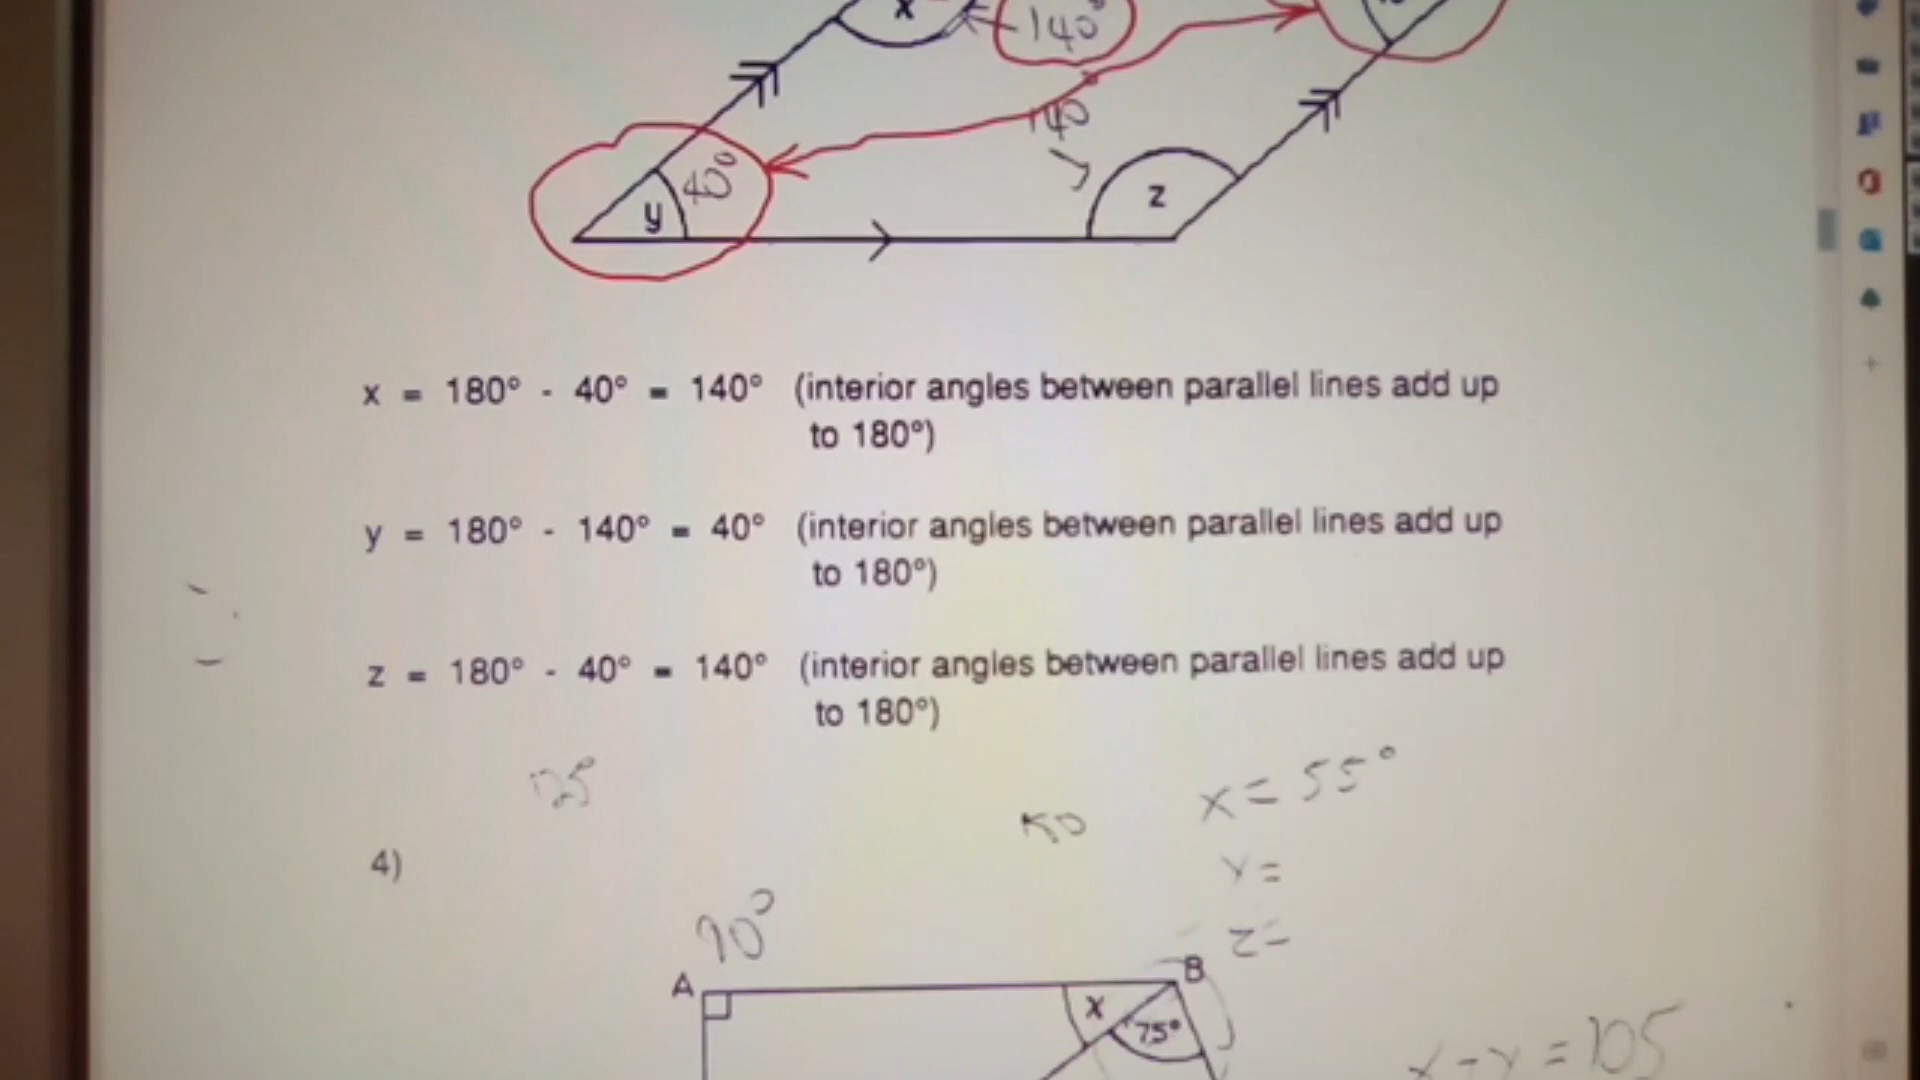 x
140°
140
40°
y
z
x = 180° - 40° = 140° (interior angles between parallel lines add up
to 180°)
y = 180° - 140° = 40° (interior angles between parallel lines add up
to 180°)
z = 180° - 40° = 140° (interior angles between parallel lines add up
to 180°)
x = 55°
4)
y =
90°
z =
A
B
x
75°